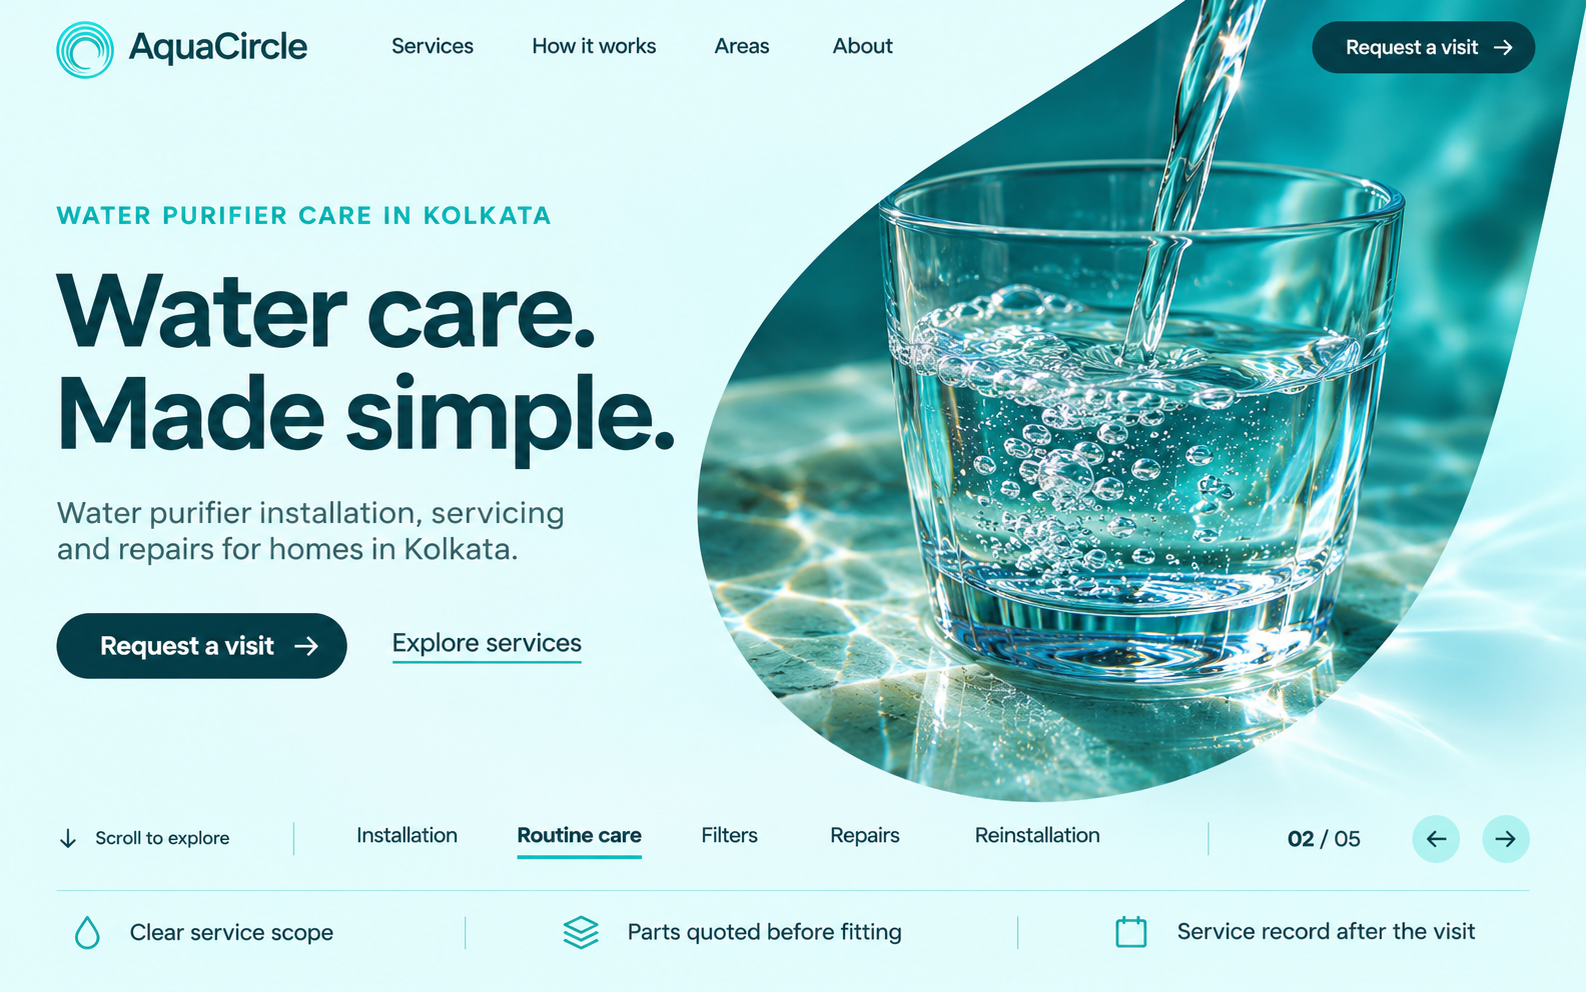 AquaCircle
Services
How it works
Areas
About
Request a visit →
WATER PURIFIER CARE IN KOLKATA
Water care.
Made simple.
Water purifier installation, servicing
and repairs for homes in Kolkata.
Request a visit →
Explore services
↓ Scroll to explore
Installation
Routine care
Filters
Repairs
Reinstallation
02 / 05
← →
Clear service scope
Parts quoted before fitting
Service record after the visit